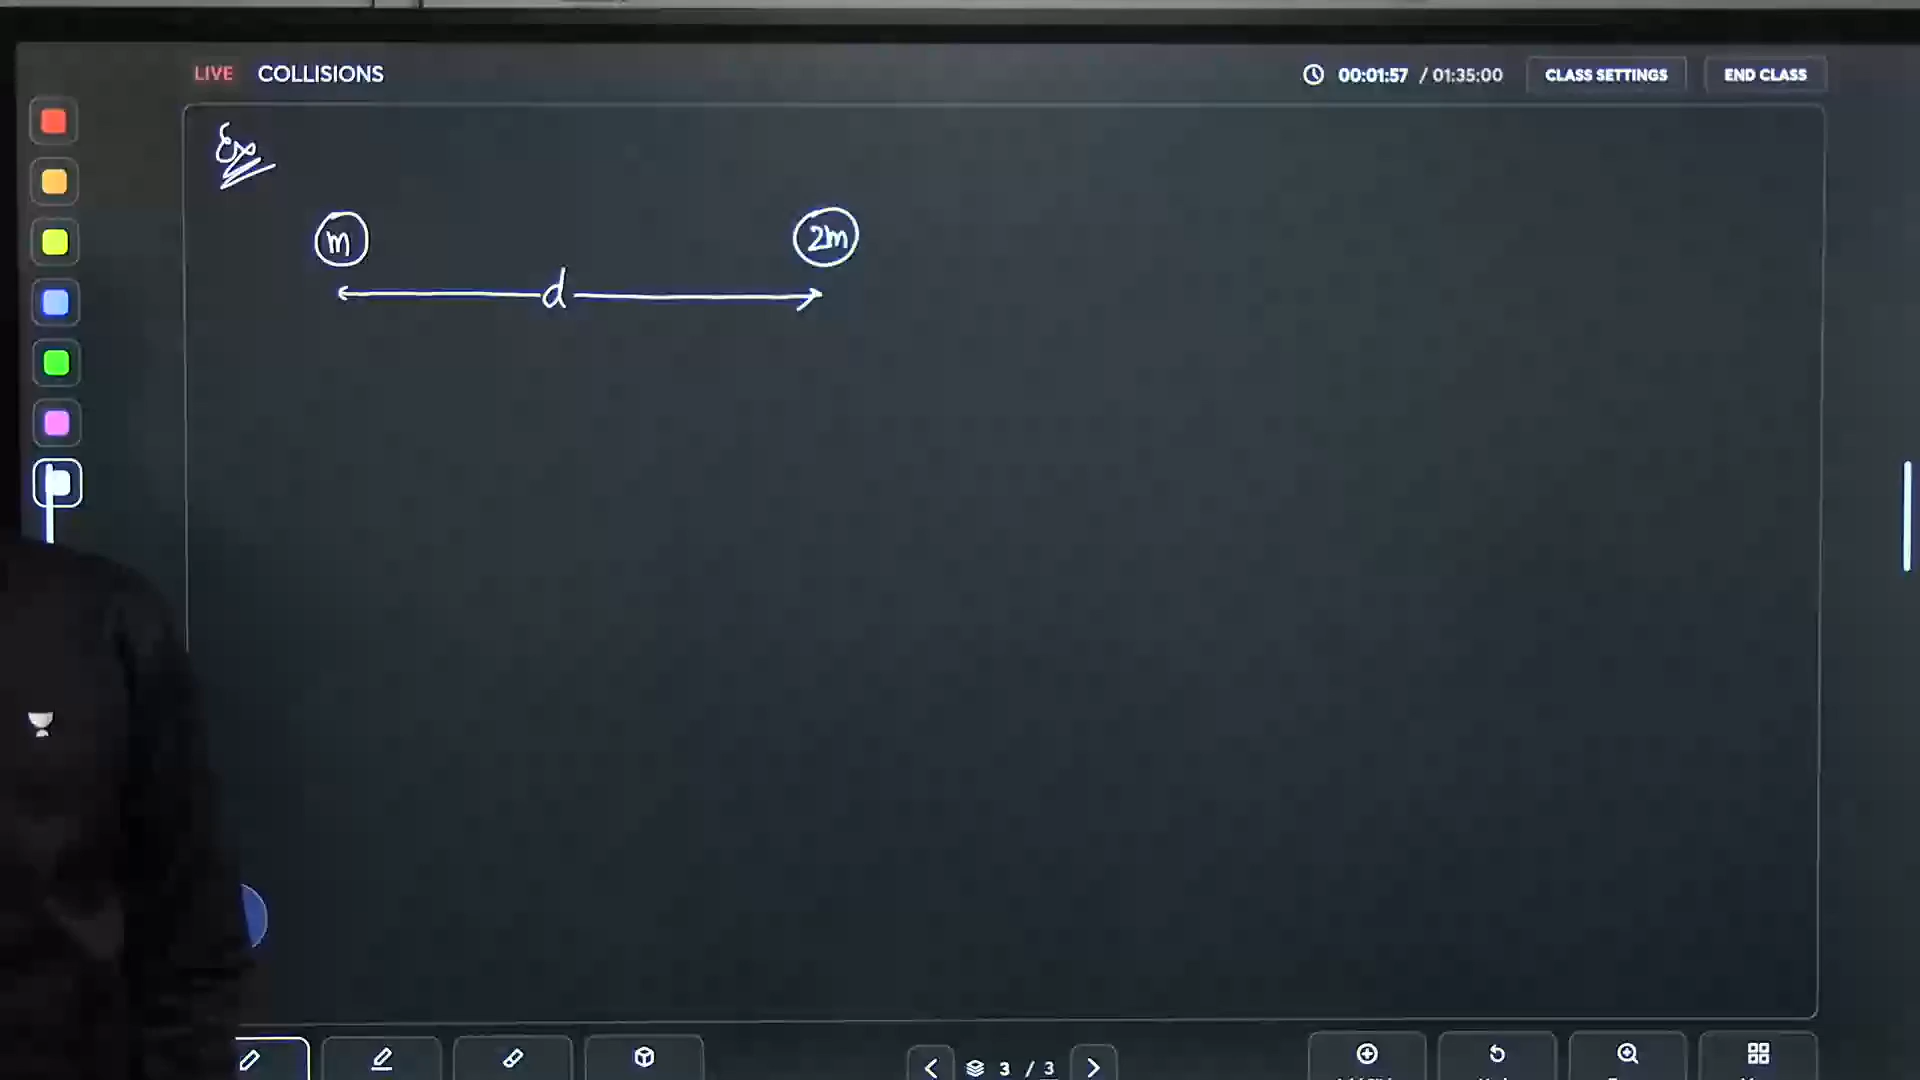 LIVE COLLISIONS 00:01:57 / 01:35:00 CLASS SETTINGS END CLASS
Ex
m 2m
d
3 / 3